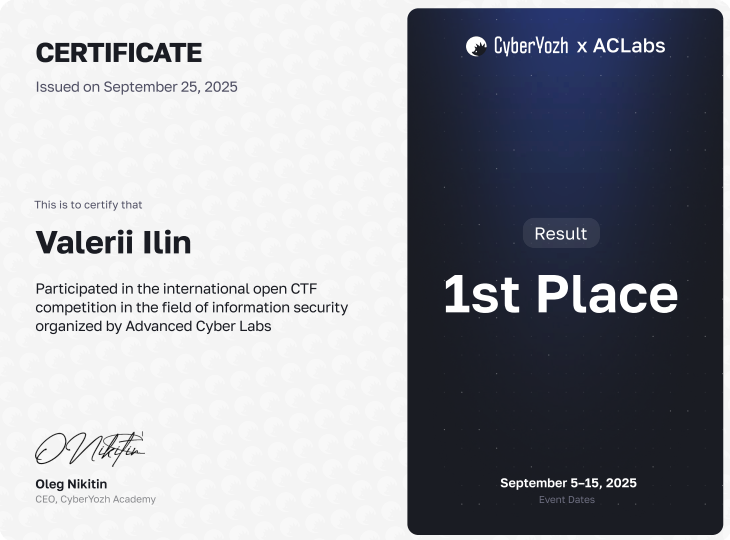 CERTIFICATE
Issued on September 25, 2025
This is to certify that
Valerii Ilin
Participated in the international open CTF
competition in the field of information security
organized by Advanced Cyber Labs
ONikitin
Oleg Nikitin
CEO, CyberYozh Academy
CyberYozh x ACLabs
Result
1st Place
September 5–15, 2025
Event Dates